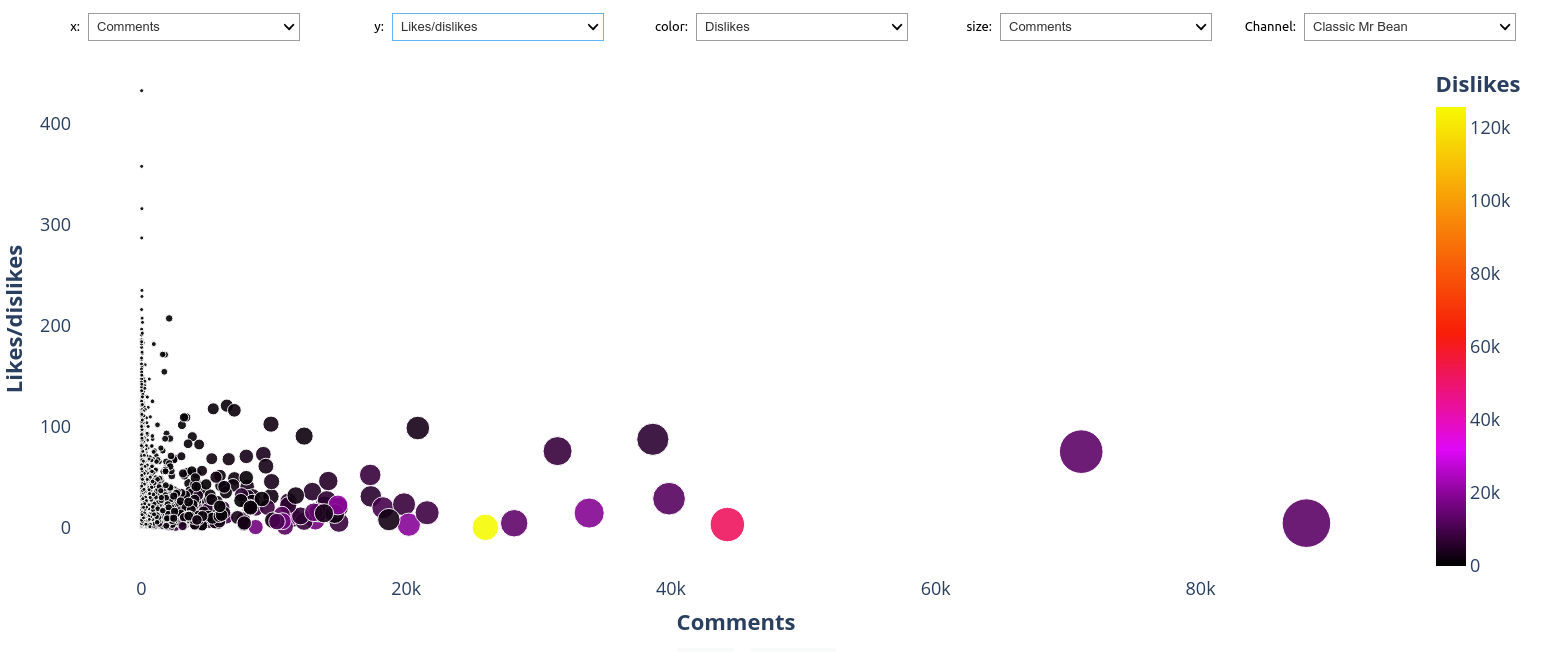 x: Comments y: Likes/dislikes color: Dislikes size: Comments Channel: Classic Mr Bean
Dislikes
120k
100k
80k
60k
40k
20k
0
Likes/dislikes
400
300
200
100
0
0 20k 40k 60k 80k
Comments